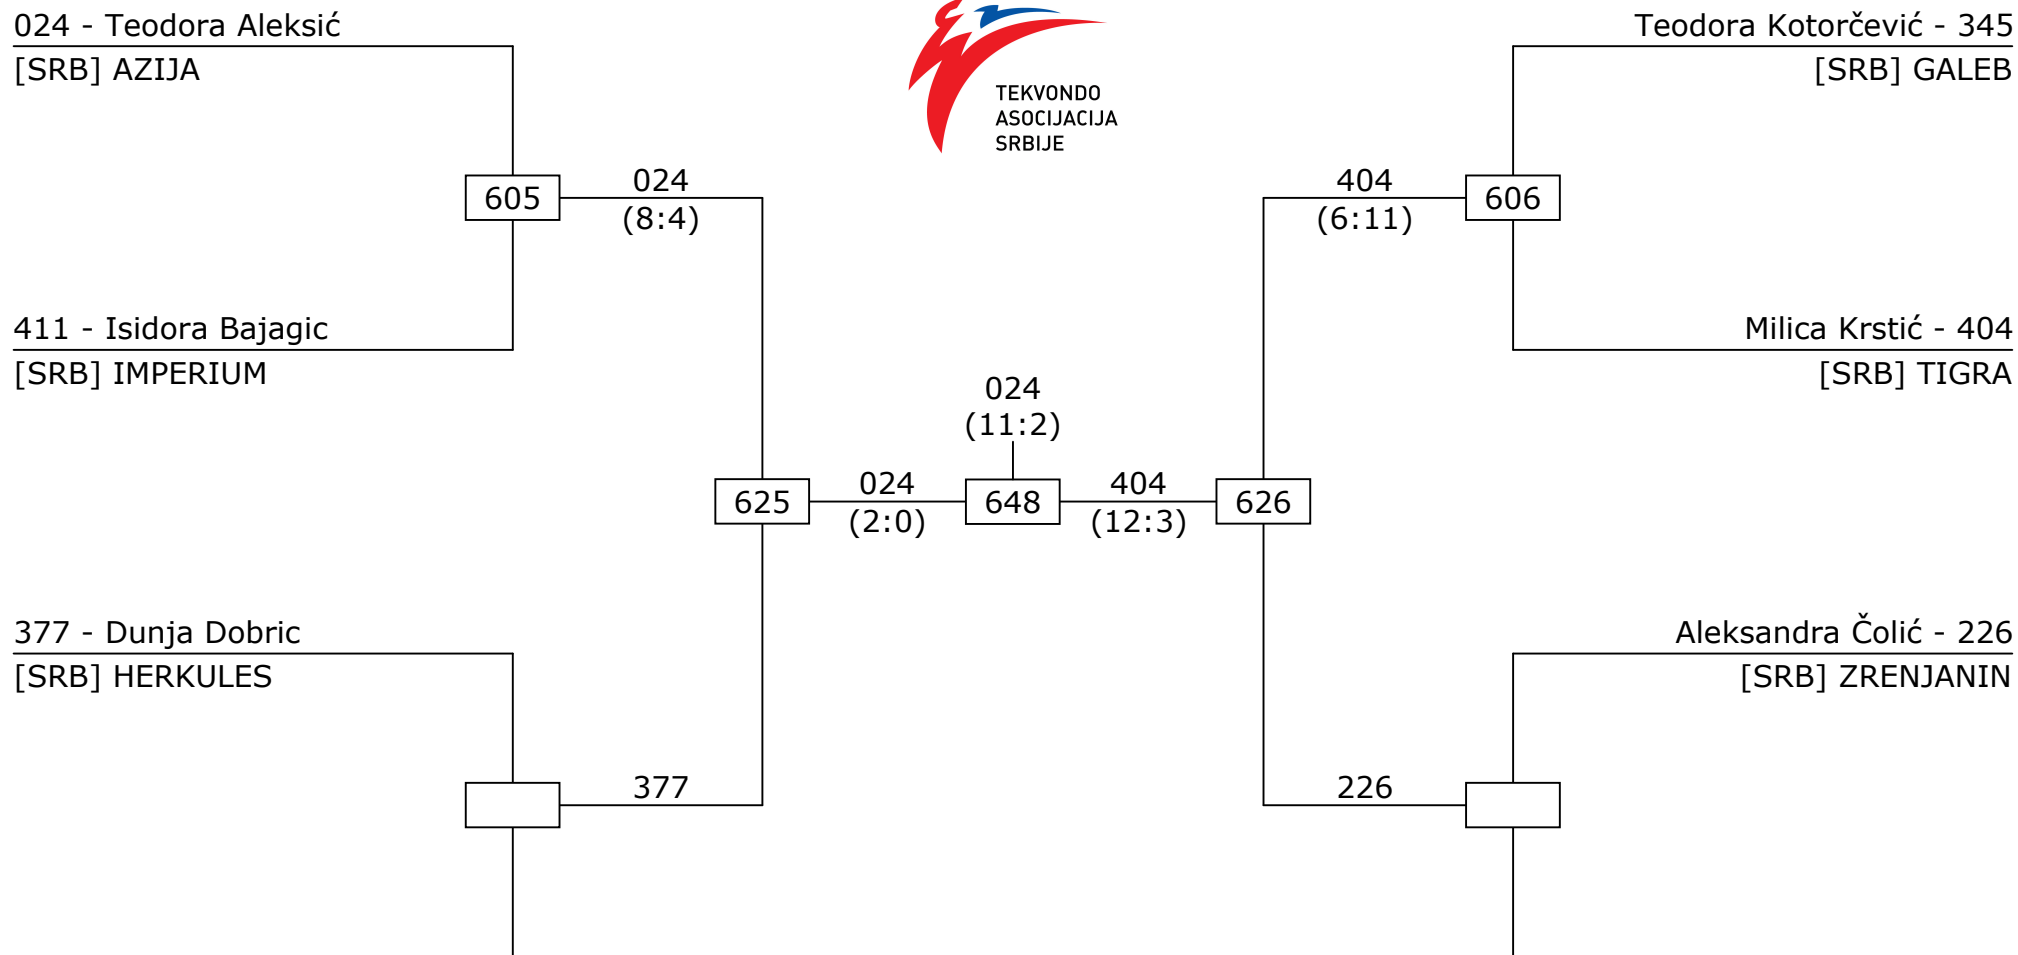 024 - Teodora Aleksić
[SRB] AZIJA
TEKVONDO
ASOCIJACIJA
SRBIJE
Teodora Kotorčević - 345
[SRB] GALEB
605
024
(8:4)
404
(6:11)
606
411 - Isidora Bajagic
[SRB] IMPERIUM
Milica Krstić - 404
[SRB] TIGRA
024
(11:2)
625
024
(2:0)
648
404
(12:3)
626
377 - Dunja Dobric
[SRB] HERKULES
Aleksandra Čolić - 226
[SRB] ZRENJANIN
377
226